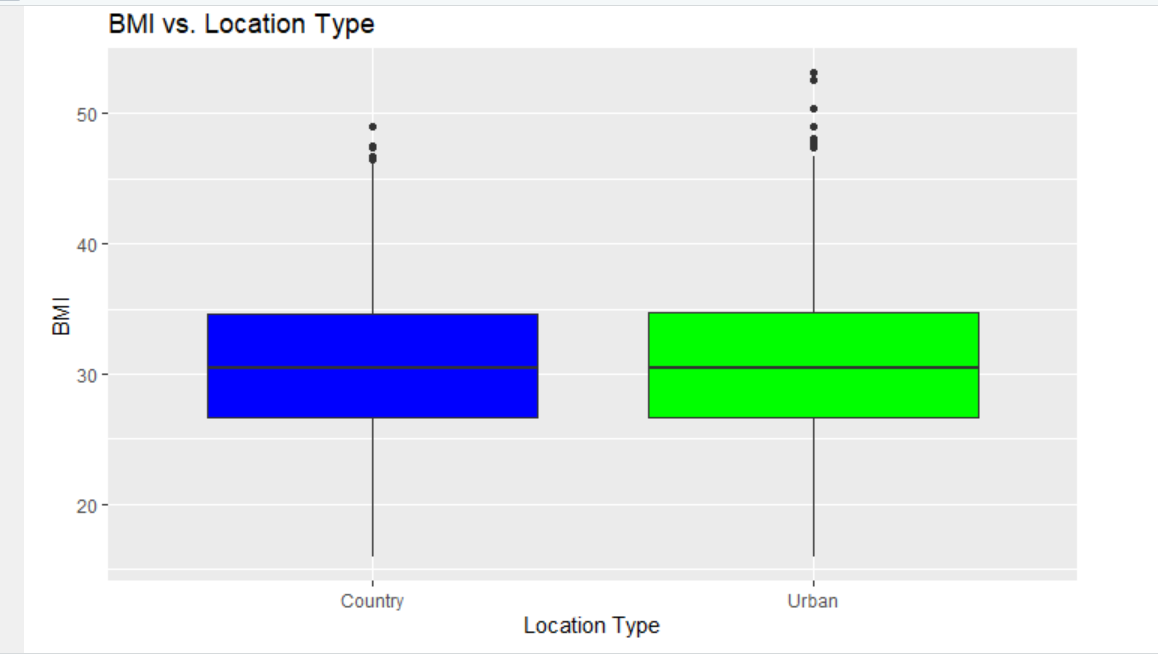 BMI vs. Location Type
50
40
30
20
BMI
Country
Urban
Location Type